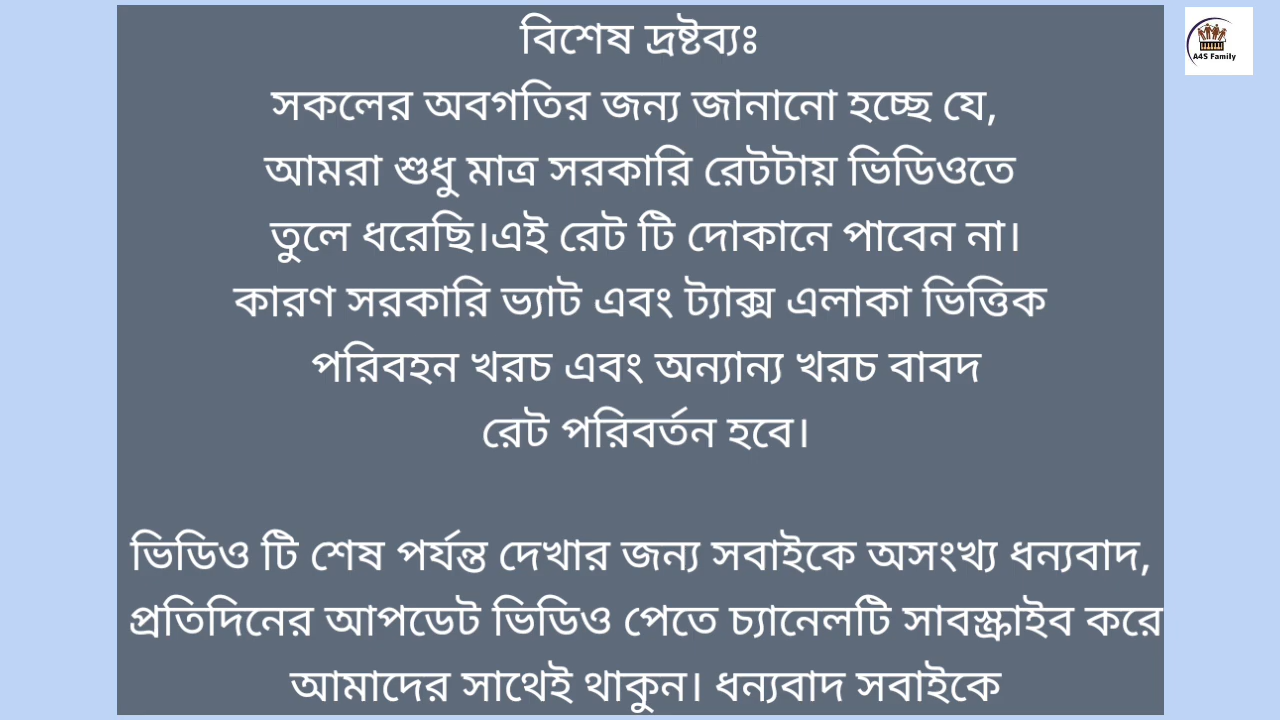 বিশেষ দ্রষ্টব্যঃ
সকলের অবগতির জন্য জানানো হচ্ছে যে,
আমরা শুধু মাত্র সরকারি রেটটায় ভিডিওতে
তুলে ধরেছি।এই রেট টি দোকানে পাবেন না।
কারণ সরকারি ভ্যাট এবং ট্যাক্স এলাকা ভিত্তিক
পরিবহন খরচ এবং অন্যান্য খরচ বাবদ
রেট পরিবর্তন হবে।
ভিডিও টি শেষ পর্যন্ত দেখার জন্য সবাইকে অসংখ্য ধন্যবাদ,
প্রতিদিনের আপডেট ভিডিও পেতে চ্যানেলটি সাবস্ক্রাইব করে
আমাদের সাথেই থাকুন। ধন্যবাদ সবাইকে
A4S Family